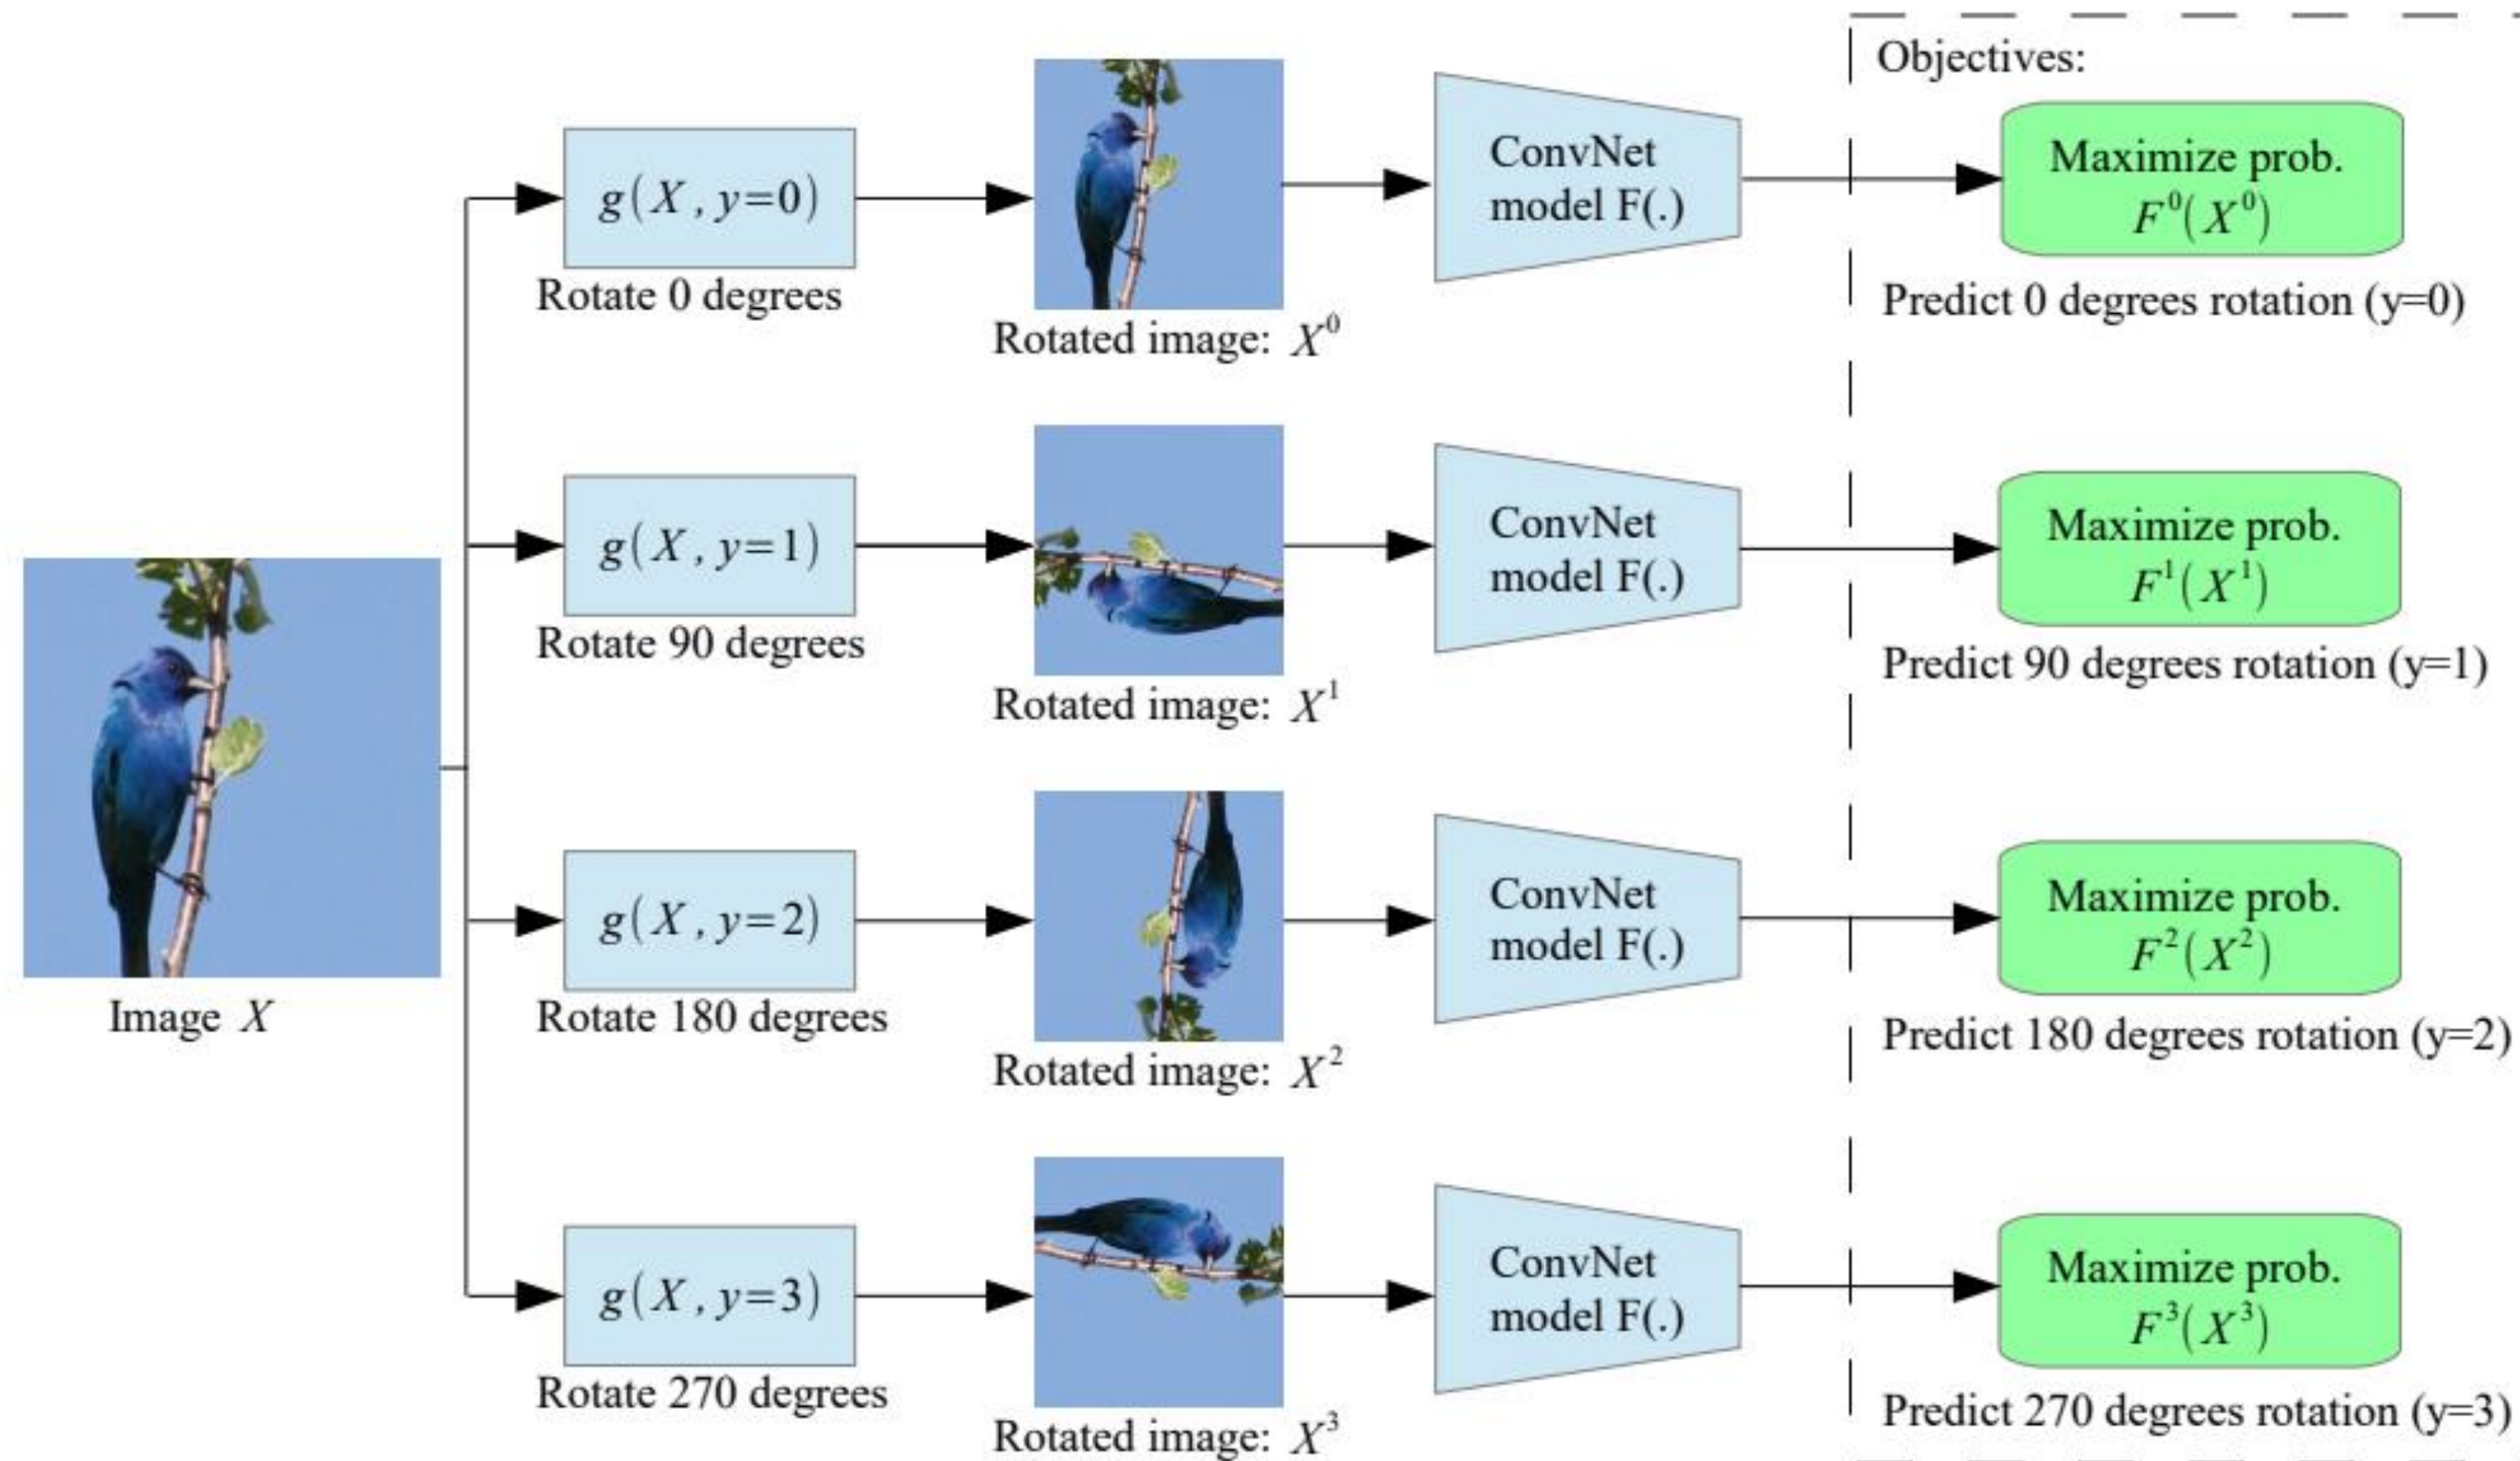 Objectives:
g(X, y=0)
Rotate 0 degrees
Rotated image: X⁰
ConvNet
model F(.)
Maximize prob.
F⁰(X⁰)
Predict 0 degrees rotation (y=0)
g(X, y=1)
Rotate 90 degrees
Rotated image: X¹
ConvNet
model F(.)
Maximize prob.
F¹(X¹)
Predict 90 degrees rotation (y=1)
Image X
g(X, y=2)
Rotate 180 degrees
Rotated image: X²
ConvNet
model F(.)
Maximize prob.
F²(X²)
Predict 180 degrees rotation (y=2)
g(X, y=3)
Rotate 270 degrees
Rotated image: X³
ConvNet
model F(.)
Maximize prob.
F³(X³)
Predict 270 degrees rotation (y=3)